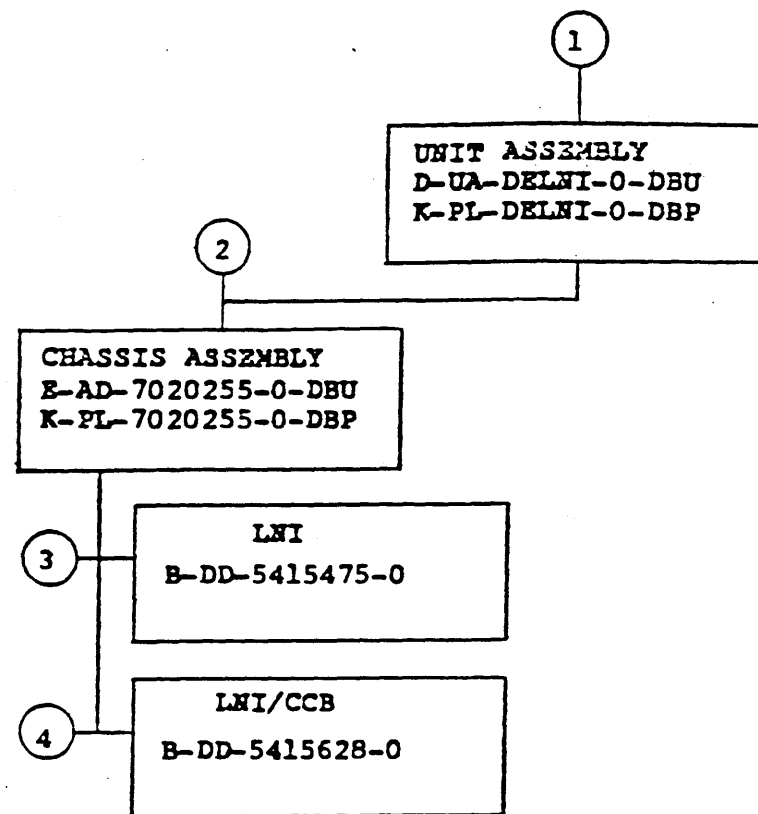 1
UNIT ASSEMBLY
D-UA-DELNI-0-DBU
K-PL-DELNI-0-DBP
2
CHASSIS ASSEMBLY
E-AD-7020255-0-DBU
K-PL-7020255-0-DBP
3
LNI
B-DD-5415475-0
4
LNI/CCB
B-DD-5415628-0